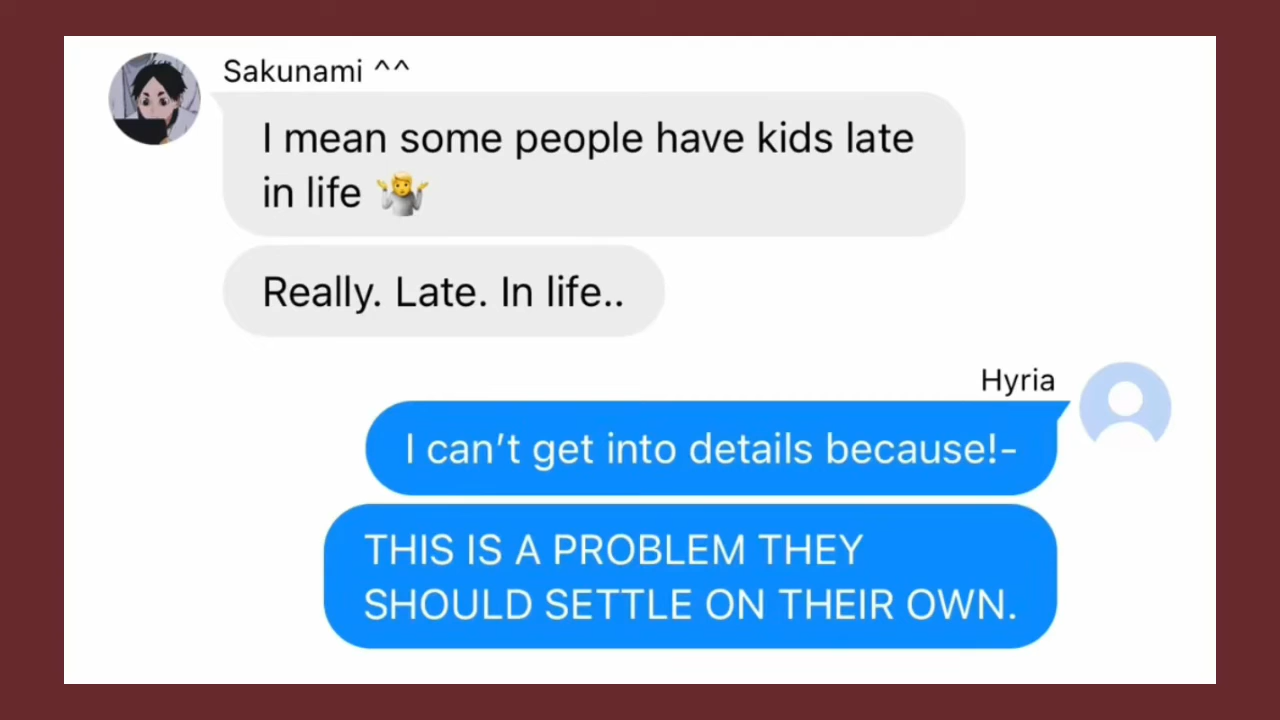 Sakunami ^^
I mean some people have kids late
in life 🤷
Really. Late. In life..
Hyria
I can't get into details because!-
THIS IS A PROBLEM THEY
SHOULD SETTLE ON THEIR OWN.